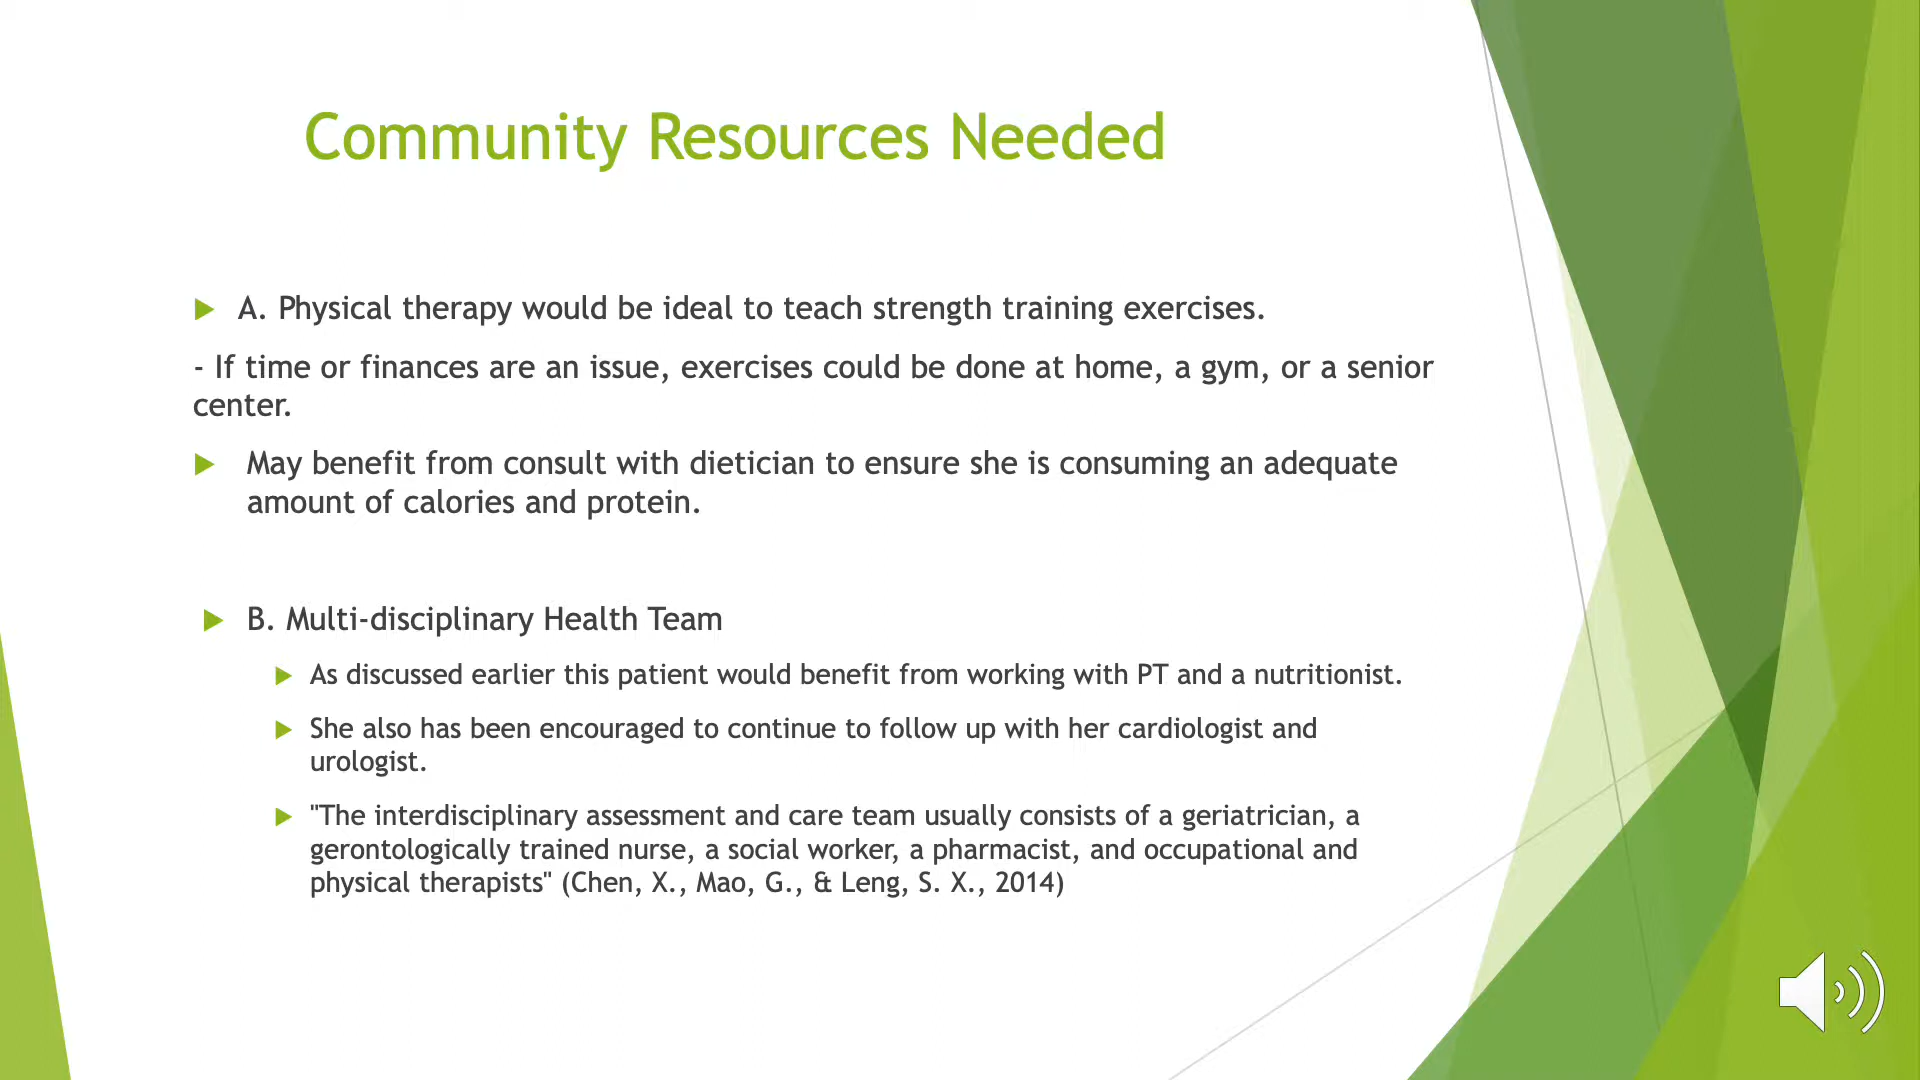 Community Resources Needed
A. Physical therapy would be ideal to teach strength training exercises.
- If time or finances are an issue, exercises could be done at home, a gym, or a senior
center.
May benefit from consult with dietician to ensure she is consuming an adequate
amount of calories and protein.
B. Multi-disciplinary Health Team
As discussed earlier this patient would benefit from working with PT and a nutritionist.
She also has been encouraged to continue to follow up with her cardiologist and
urologist.
"The interdisciplinary assessment and care team usually consists of a geriatrician, a
gerontologically trained nurse, a social worker, a pharmacist, and occupational and
physical therapists" (Chen, X., Mao, G., & Leng, S. X., 2014)